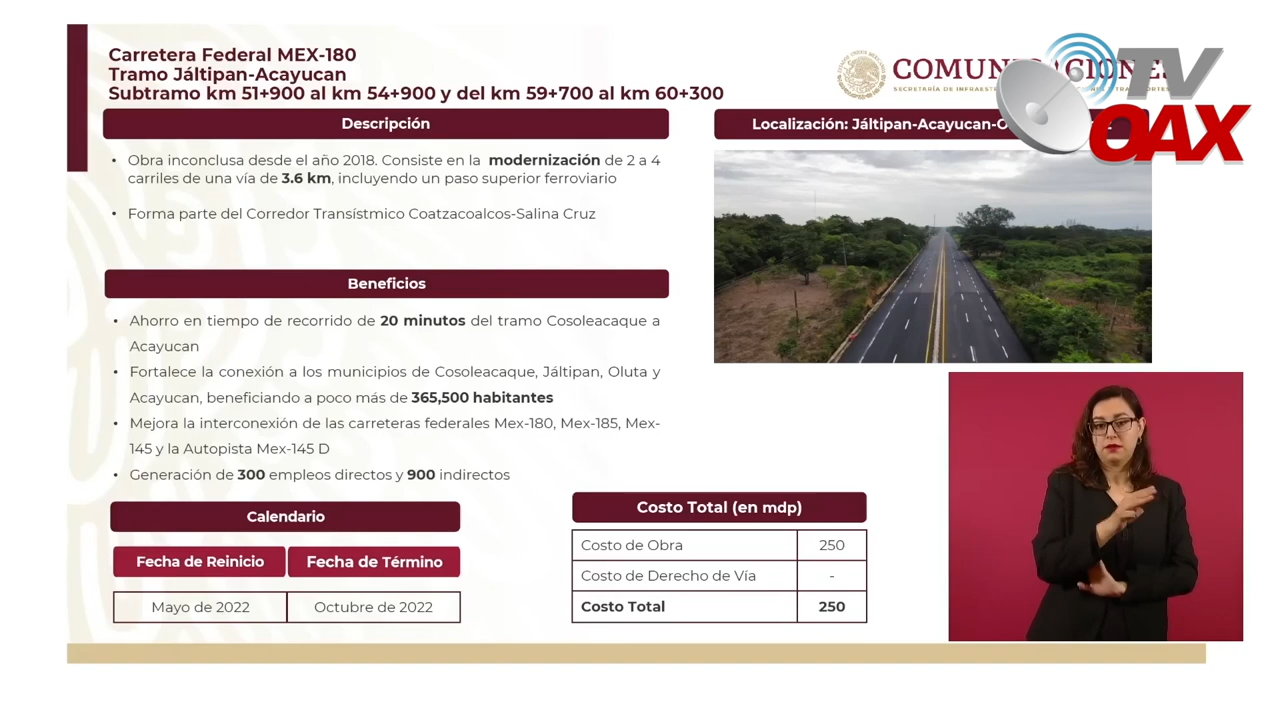 Carretera Federal MEX-180
Tramo Jáltipan-Acayucan
Subtramo km 51+900 al km 54+900 y del km 59+700 al km 60+300
TV
OAX
Descripción
• Obra inconclusa desde el año 2018. Consiste en la modernización de 2 a 4
carriles de una vía de 3.6 km, incluyendo un paso superior ferroviario
• Forma parte del Corredor Transístmico Coatzacoalcos-Salina Cruz
Localización: Jáltipan-Acayucan-O
Beneficios
• Ahorro en tiempo de recorrido de 20 minutos del tramo Cosoleacaque a
Acayucan
• Fortalece la conexión a los municipios de Cosoleacaque, Jáltipan, Oluta y
Acayucan, beneficiando a poco más de 365,500 habitantes
• Mejora la interconexión de las carreteras federales Mex-180, Mex-185, Mex-
145 y la Autopista Mex-145 D
• Generación de 300 empleos directos y 900 indirectos
Calendario
Fecha de Reinicio Fecha de Término
Mayo de 2022 Octubre de 2022
Costo Total (en mdp)
Costo de Obra 250
Costo de Derecho de Vía -
Costo Total 250